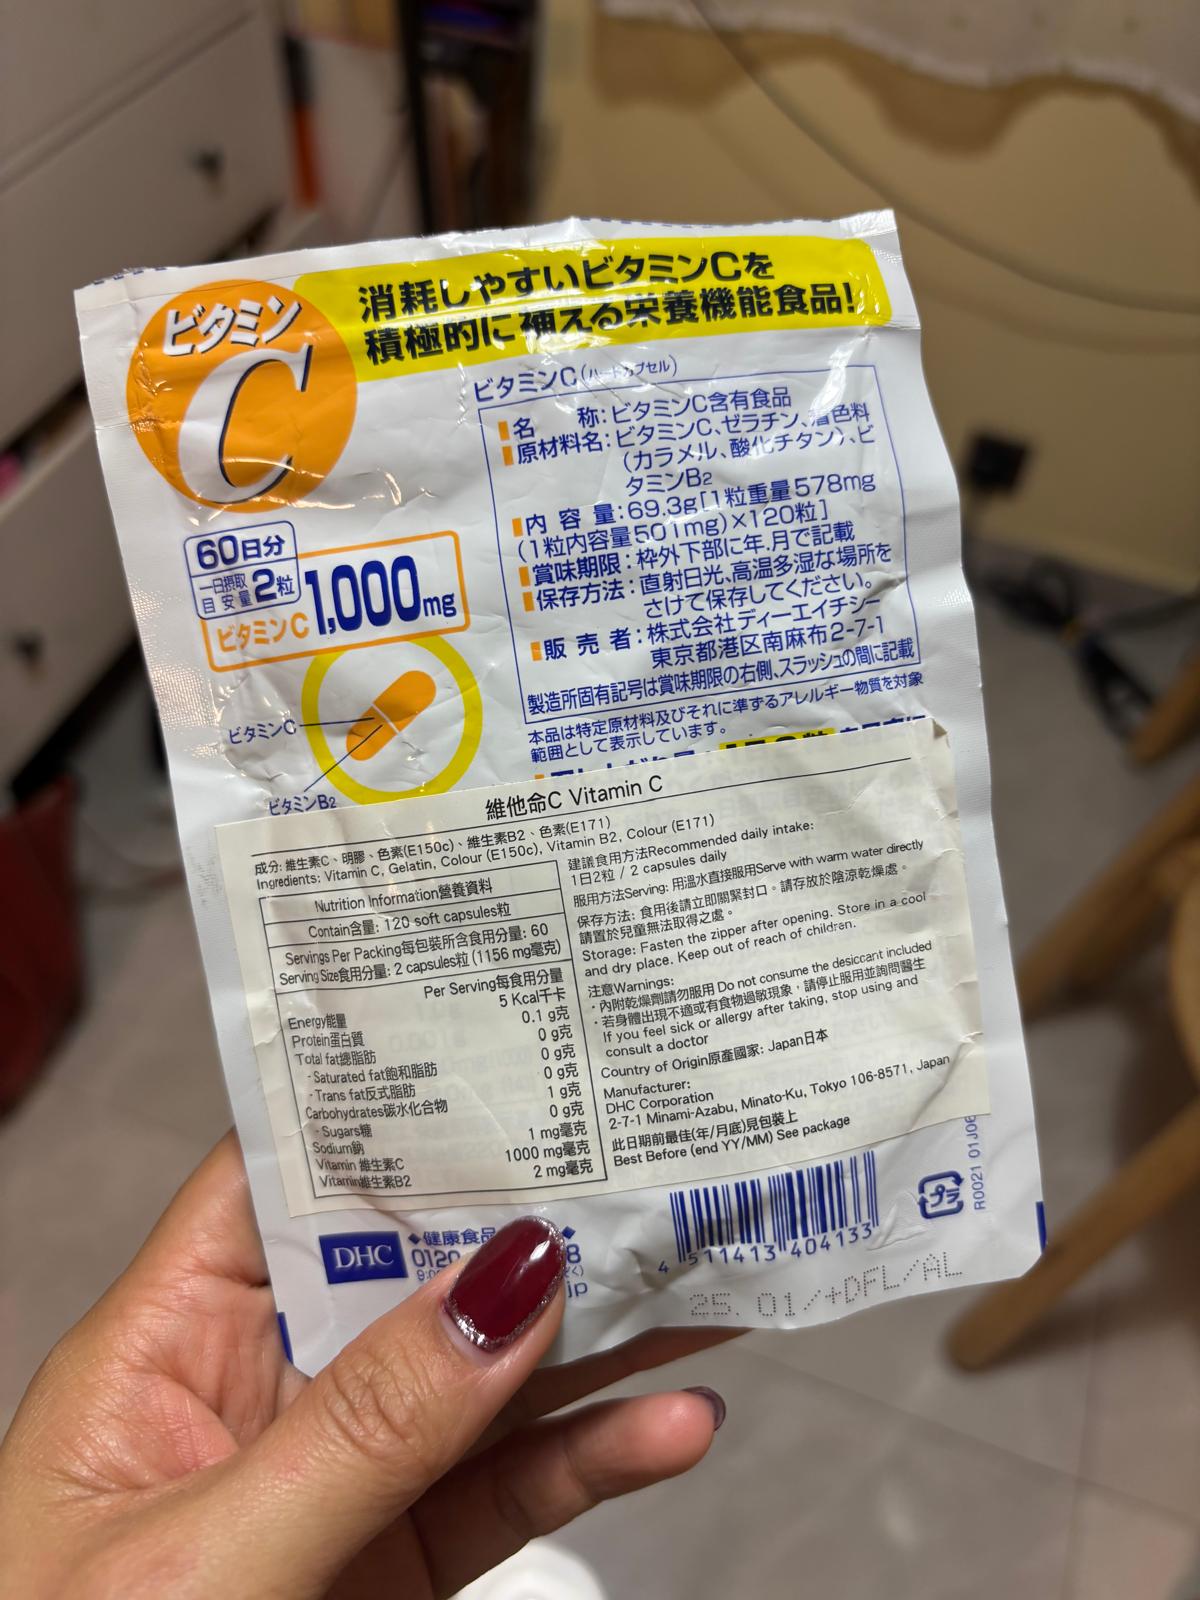 消耗しやすいビタミンCを
積極的に補える栄養機能食品!
ビタミン
C
ビタミンC(ハードカプセル)
名 称:ビタミンC含有食品
原材料名:ビタミンC、ゼラチン、着色料
(カラメル、酸化チタン)、ビ
タミンB2
内 容 量:69.3g[1粒重量578mg
(1粒内容量501mg)×120粒]
賞味期限:枠外下部に年.月で記載
保存方法:直射日光、高温多湿な場所を
さけて保存してください。
販 売 者:株式会社ディーエイチシー
東京都港区南麻布2-7-1
製造所固有記号は賞味期限の右側、スラッシュの間に記載
本品は特定原材料及びそれに準ずるアレルギー物質を対象
範囲として表示しています。
60日分
一日摂取
目安量2粒
ビタミンC 1,000mg
ビタミンC
ビタミンB2
維他命C Vitamin C
成分: 維生素C、明膠、色素(E150c)、維生素B2、色素(E171)
Ingredients: Vitamin C, Gelatin, Colour (E150c), Vitamin B2, Colour (E171)
Nutrition Information營養資料
Contain含量: 120 soft capsules粒
Servings Per Packing每包裝所含食用分量: 60
Serving Size食用分量: 2 capsules粒 (1156 mg毫克)
Per Serving每食用分量
Energy能量 5 Kcal千卡
Protein蛋白質 0.1 g克
Total fat總脂肪 0 g克
- Saturated fat飽和脂肪 0 g克
- Trans fat反式脂肪 0 g克
Carbohydrates碳水化合物 1 g克
- Sugars糖 0 g克
Sodium鈉 1 mg毫克
Vitamin 維生素C 1000 mg毫克
Vitamin維生素B2 2 mg毫克
建議食用方法Recommended daily intake:
1日2粒 / 2 capsules daily
服用方法Serving: 用溫水直接服用Serve with warm water directly
保存方法: 食用後請立即關緊封口。請存放於陰涼乾燥處。
請置於兒童無法取得之處。
Storage: Fasten the zipper after opening. Store in a cool
and dry place. Keep out of reach of children.
注意Warnings:
・內附乾燥劑請勿服用 Do not consume the desiccant included
・若身體出現不適或有食物過敏現象，請停止服用並詢問醫生
If you feel sick or allergy after taking, stop using and
consult a doctor
Country of Origin原產國家: Japan日本
Manufacturer:
DHC Corporation
2-7-1 Minami-Azabu, Minato-Ku, Tokyo 106-8571, Japan
此日期前最佳(年/月底)見包裝上
Best Before (end YY/MM) See package
DHC
◆健康食品
0120
8
jp
4 511413 404133
プラ
R0021 01J06
25.01/+DFL/AL